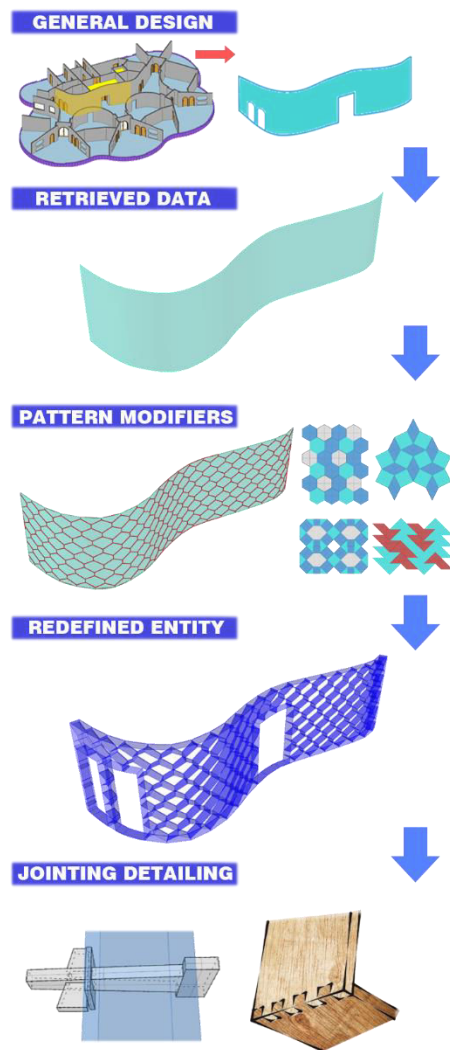 GENERAL DESIGN
RETRIEVED DATA
PATTERN MODIFIERS
REDEFINED ENTITY
JOINTING DETAILING